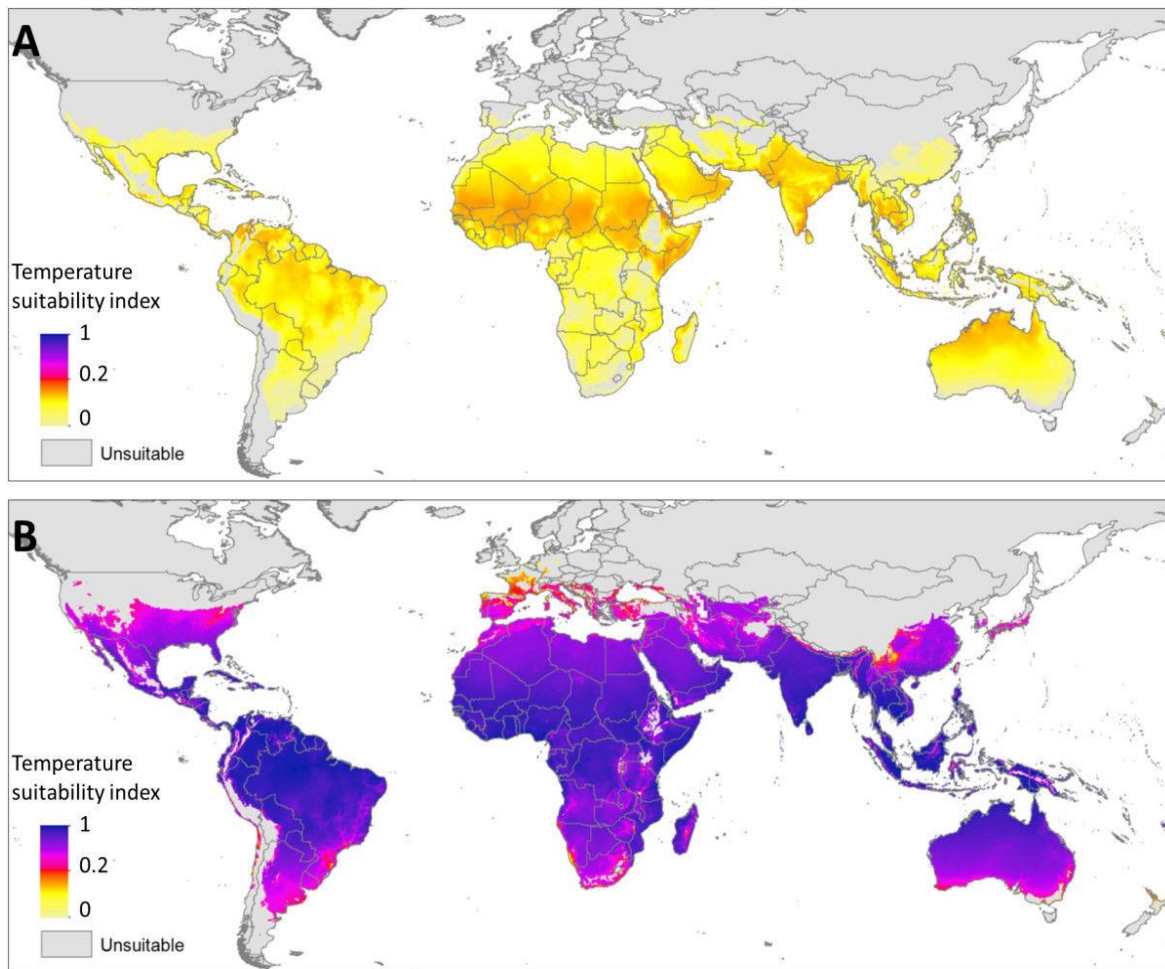 A
Temperature
suitability index
1
0.2
0
Unsuitable
B
Temperature
suitability index
1
0.2
0
Unsuitable